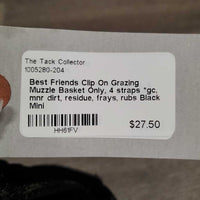 The Tack Collector
1005280-204
Best Friends Clip On Grazing
Muzzle Basket Only, 4 straps *gc,
mnr dirt, residue, frays, rubs Black
Mini
HH61FV
$27.50